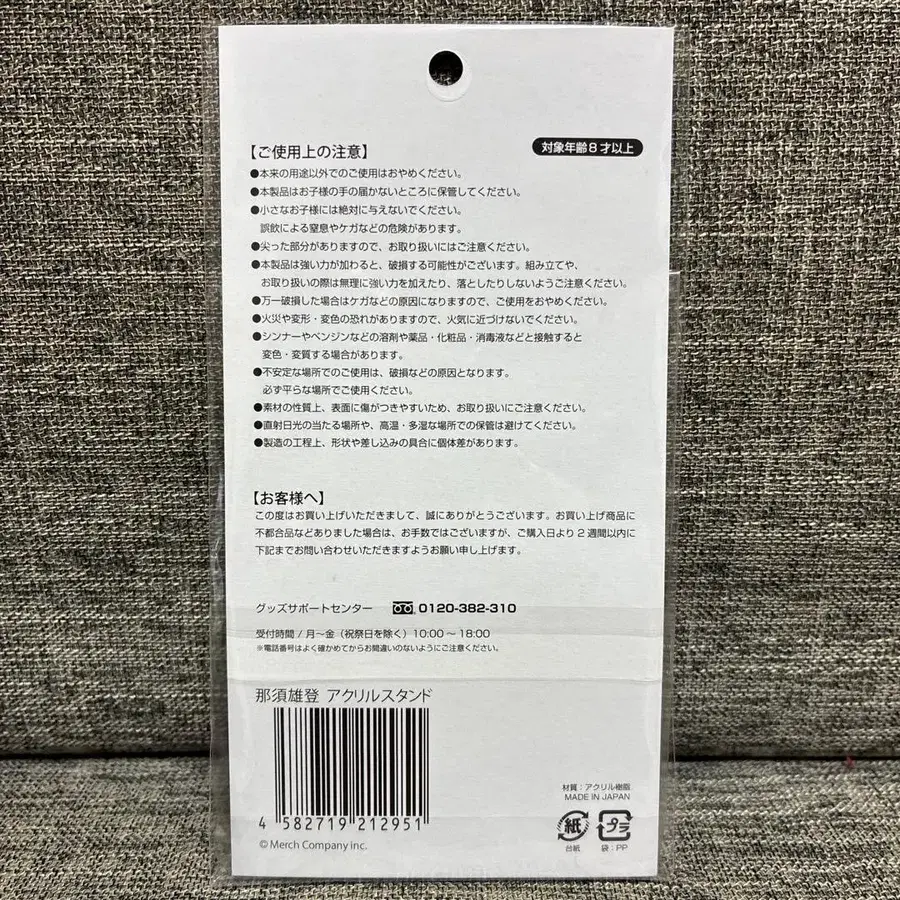 【ご使用上の注意】
対象年齢8才以上
●本来の用途以外でのご使用はおやめください。
●本製品はお子様の手の届かないところに保管してください。
●小さなお子様には絶対に与えないでください。
誤飲による窒息やケガなどの危険があります。
●尖った部分がありますので、お取り扱いにはご注意ください。
●本製品は強い力が加わると、破損する可能性がございます。組み立てや、
お取り扱いの際は無理に強い力を加えたり、落としたりしないようご注意ください。
●万一破損した場合はケガなどの原因になりますので、ご使用をおやめください。
●火災や変形・変色の恐れがありますので、火気に近づけないでください。
●シンナーやベンジンなどの溶剤や薬品・化粧品・消毒液などと接触すると
変色・変質する場合があります。
●不安定な場所でのご使用は、破損などの原因となります。
必ず平らな場所でご使用ください。
●素材の性質上、表面に傷がつきやすいため、お取り扱いにご注意ください。
●直射日光の当たる場所や、高温・多湿な場所での保管は避けてください。
●製造の工程上、形状や差し込みの具合に個体差があります。
【お客様へ】
この度はお買い上げいただきまして、誠にありがとうございます。お買い上げ商品に
不都合品などありました場合は、お手数ではございますが、ご購入日より2週間以内に
下記までお問い合わせいただきますようお願い申し上げます。
グッズサポートセンター 0120-382-310
受付時間/月～金(祝祭日を除く)10:00～18:00
※電話番号はよく確かめてからお間違いのないようにご注意ください。
那須雄登 アクリルスタンド
4 582719 212951
© Merch Company inc.
材質:アクリル樹脂
MADE IN JAPAN
紙
台紙
プラ
袋:PP